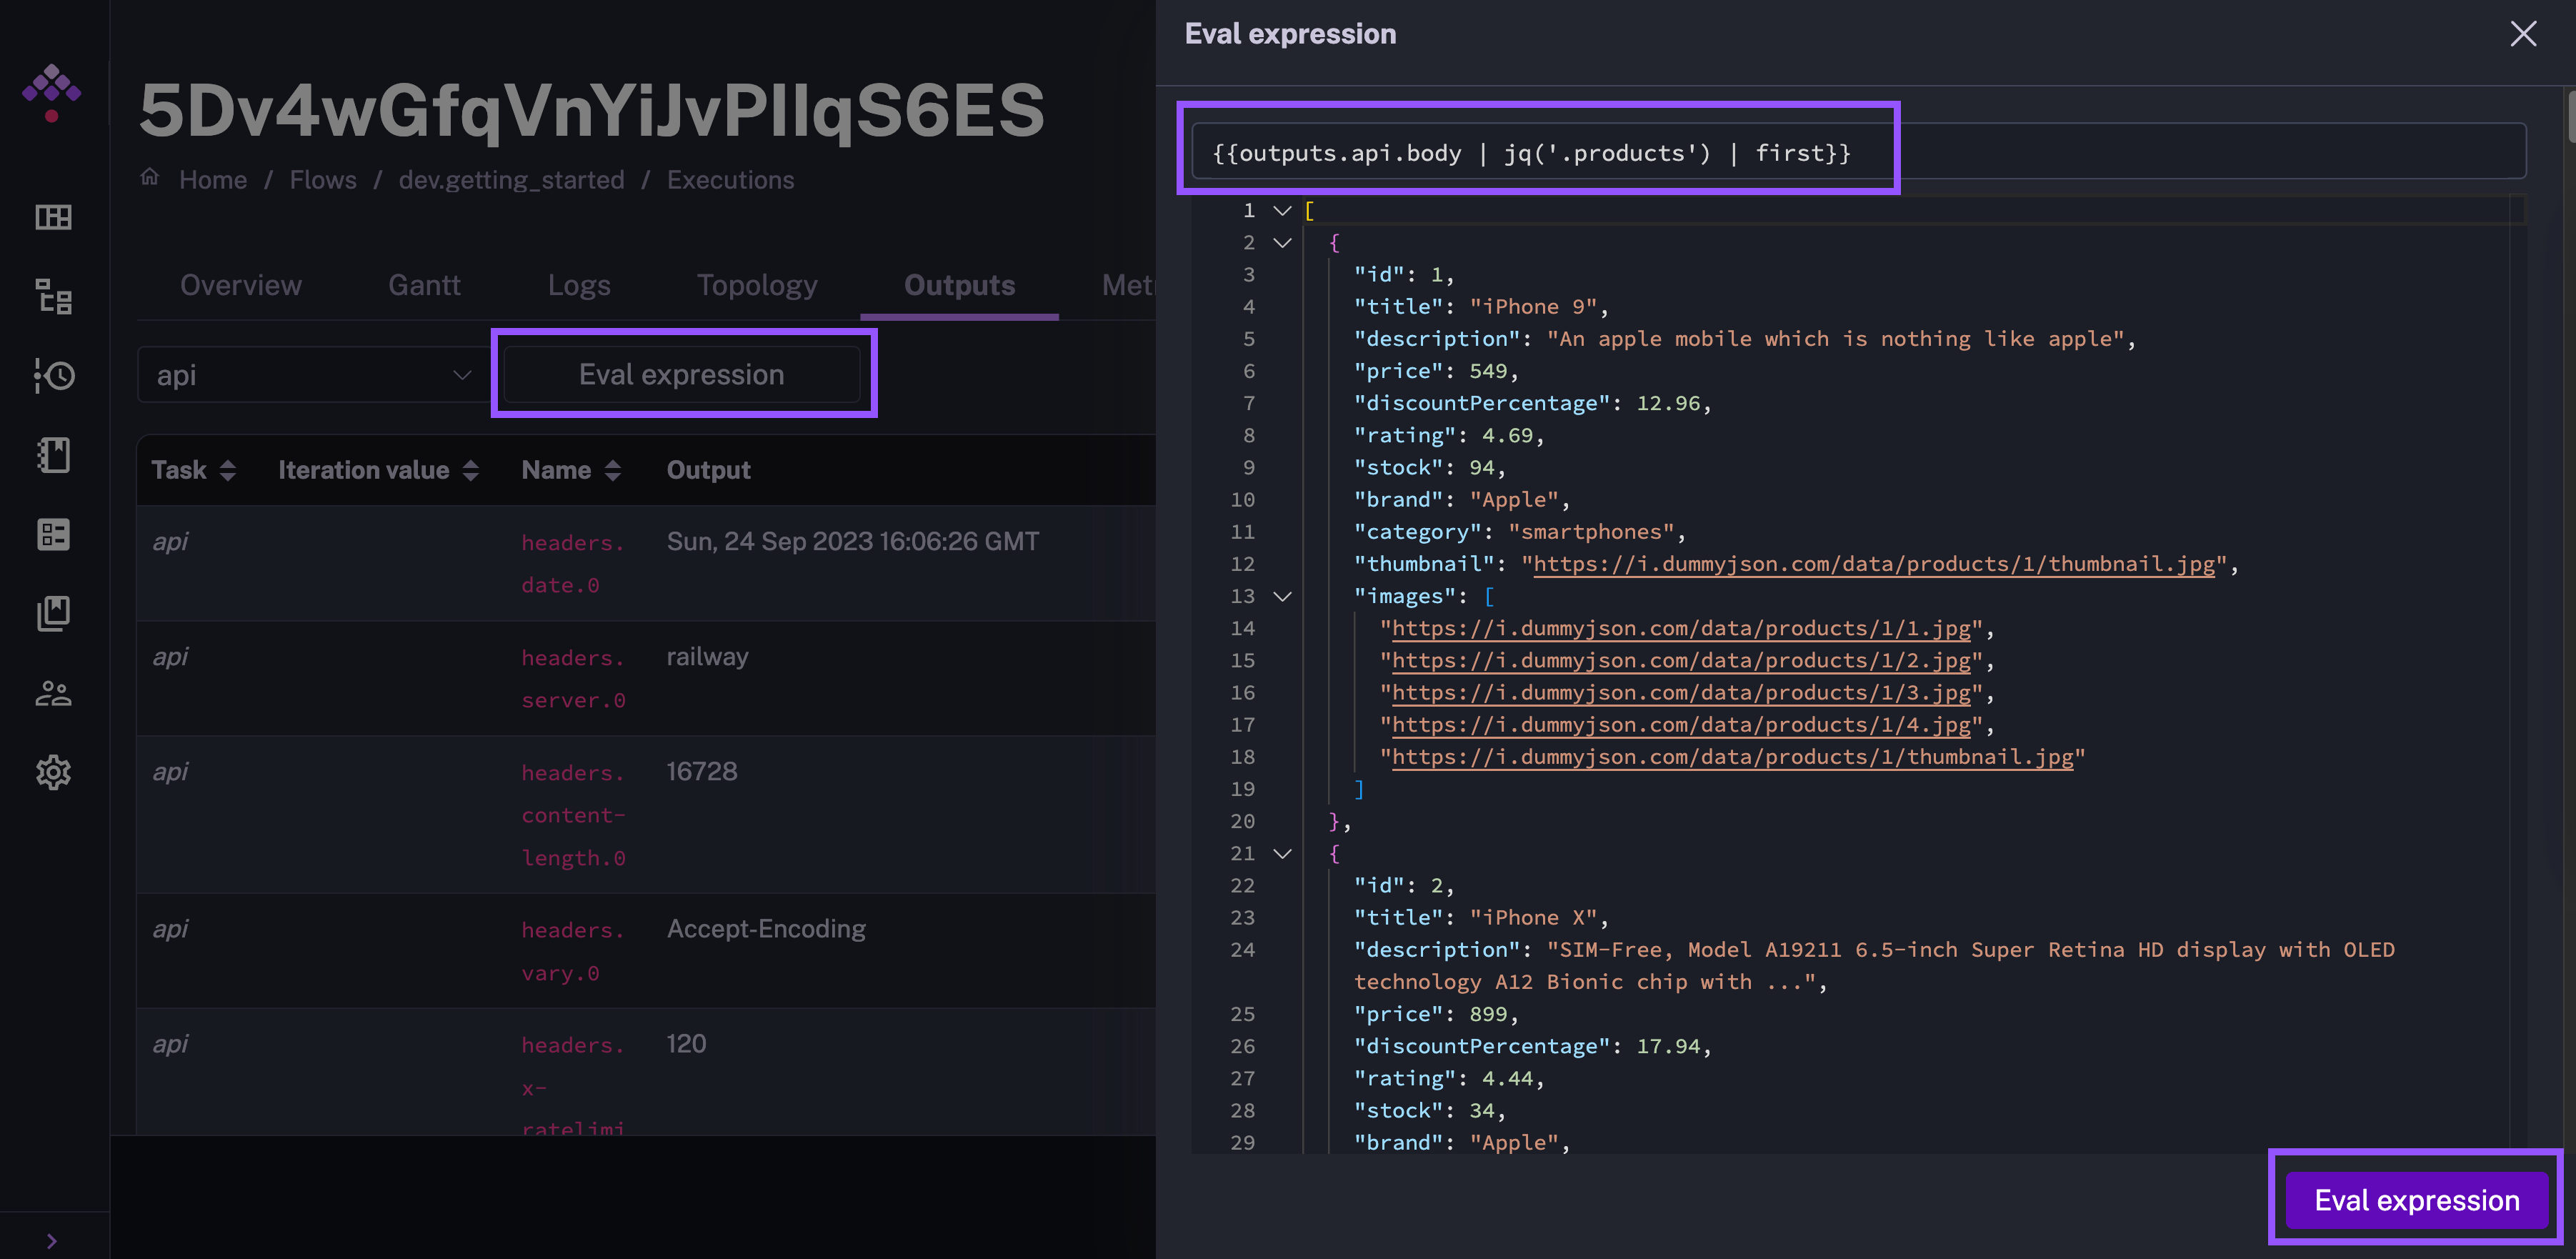 5Dv4wGfqVnYiJvPIIqS6ES
Home / Flows / dev.getting_started / Executions
Overview Gantt Logs Topology Outputs Metr
api Eval expression
Task Iteration value Name Output
api headers. Sun, 24 Sep 2023 16:06:26 GMT
date.0
api headers. railway
server.0
api headers. 16728
content-
length.0
api headers. Accept-Encoding
vary.0
api headers. 120
x-
ratelimi
Eval expression
{{outputs.api.body | jq('.products') | first}}
1 [
2 {
3 "id": 1,
4 "title": "iPhone 9",
5 "description": "An apple mobile which is nothing like apple",
6 "price": 549,
7 "discountPercentage": 12.96,
8 "rating": 4.69,
9 "stock": 94,
10 "brand": "Apple",
11 "category": "smartphones",
12 "thumbnail": "https://i.dummyjson.com/data/products/1/thumbnail.jpg",
13 "images": [
14 "https://i.dummyjson.com/data/products/1/1.jpg",
15 "https://i.dummyjson.com/data/products/1/2.jpg",
16 "https://i.dummyjson.com/data/products/1/3.jpg",
17 "https://i.dummyjson.com/data/products/1/4.jpg",
18 "https://i.dummyjson.com/data/products/1/thumbnail.jpg"
19 ]
20 },
21 {
22 "id": 2,
23 "title": "iPhone X",
24 "description": "SIM-Free, Model A19211 6.5-inch Super Retina HD display with OLED
technology A12 Bionic chip with ...",
25 "price": 899,
26 "discountPercentage": 17.94,
27 "rating": 4.44,
28 "stock": 34,
29 "brand": "Apple",
Eval expression